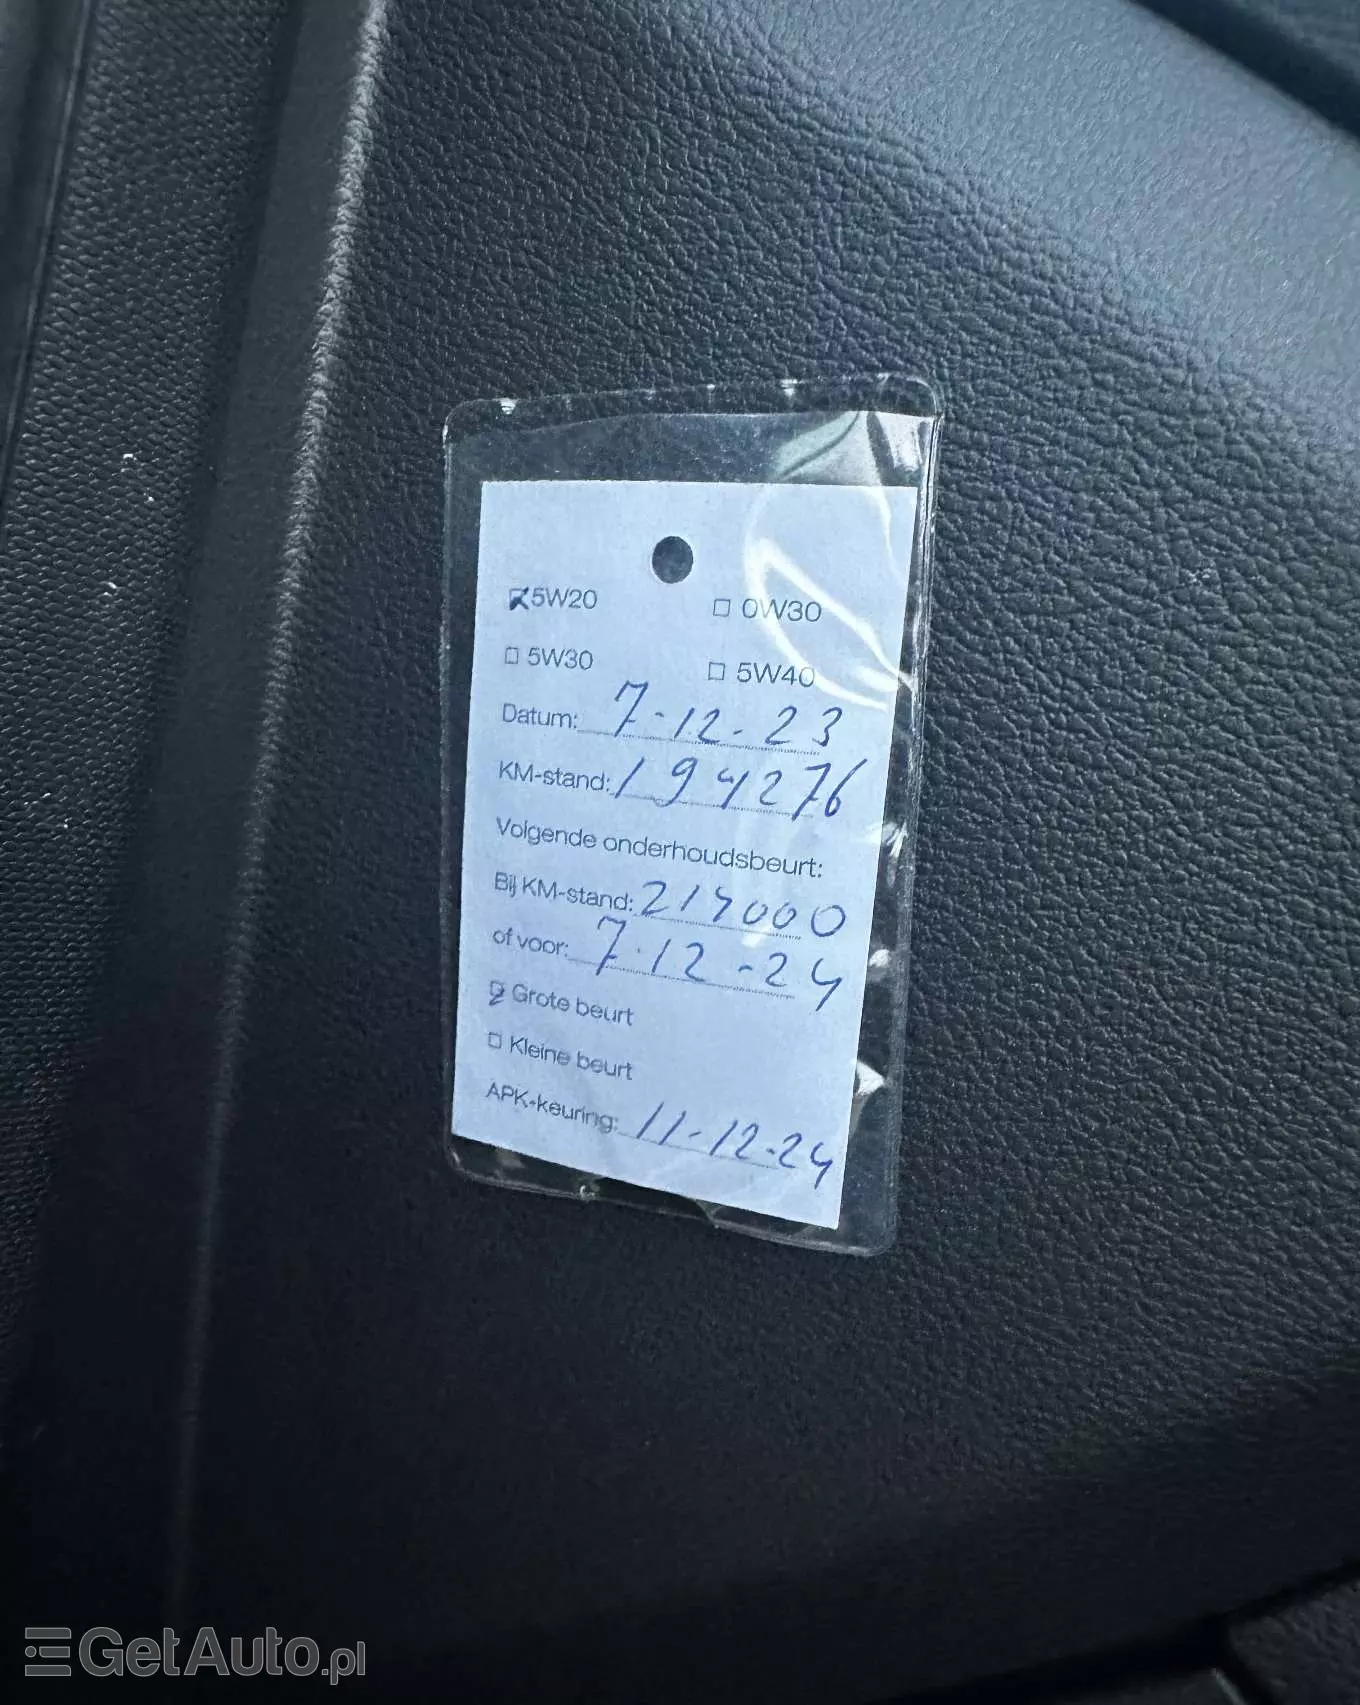 5W20 0W30
5W30 5W40
Datum: 7-12-23
KM-stand: 194276
Volgende onderhoudsbeurt:
Bij KM-stand: 214000
of voor: 7-12-24
Grote beurt
Kleine beurt
APK-keuring: 11-12-24
GetAuto.pl